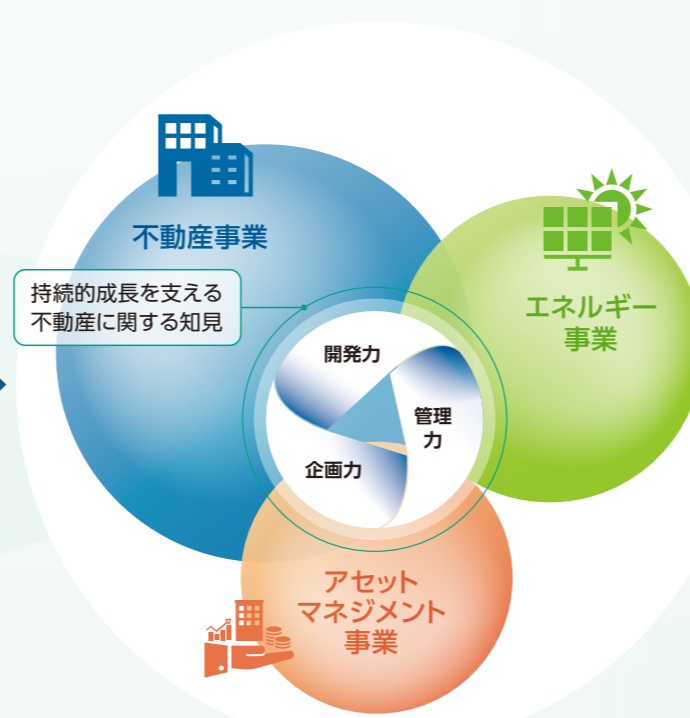 不動産事業
持続的成長を支える
不動産に関する知見
エネルギー
事業
開発力
管理
力
企画力
アセット
マネジメント
事業